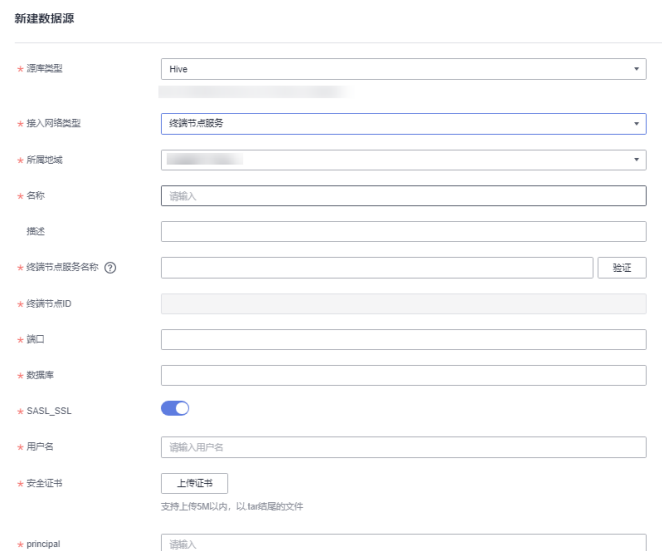 新建数据源
* 源库类型 Hive
* 接入网络类型 终端节点服务
* 所属地域
* 名称 请输入
描述
* 终端节点服务名称 ? 验证
* 终端节点ID
* 端口
* 数据库
* SASL_SSL
* 用户名 请输入用户名
* 安全证书 上传证书
支持上传5M以内，以.tar结尾的文件
* principal 请输入